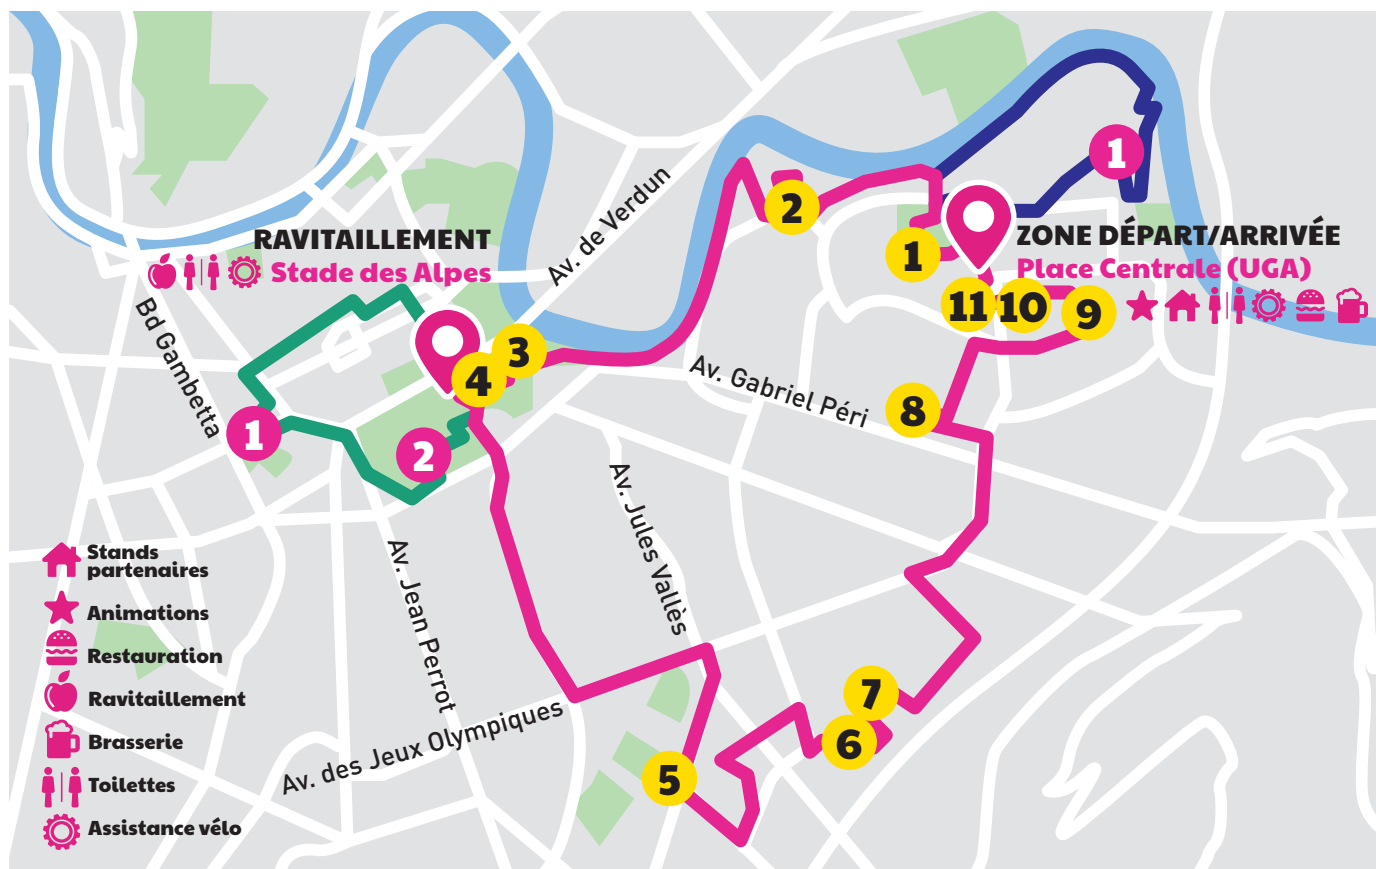 1
2
Av. de Verdun
RAVITAILLEMENT
Stade des Alpes
ZONE DÉPART/ARRIVÉE
Place Centrale (UGA)
1
11
10
9
Bd Gambetta
3
4
Av. Gabriel Péri
8
1
2
Av. Jules Vallès
Av. Jean Perrot
Av. des Jeux Olympiques
7
6
5
Stands
partenaires
Animations
Restauration
Ravitaillement
Brasserie
Toilettes
Assistance vélo